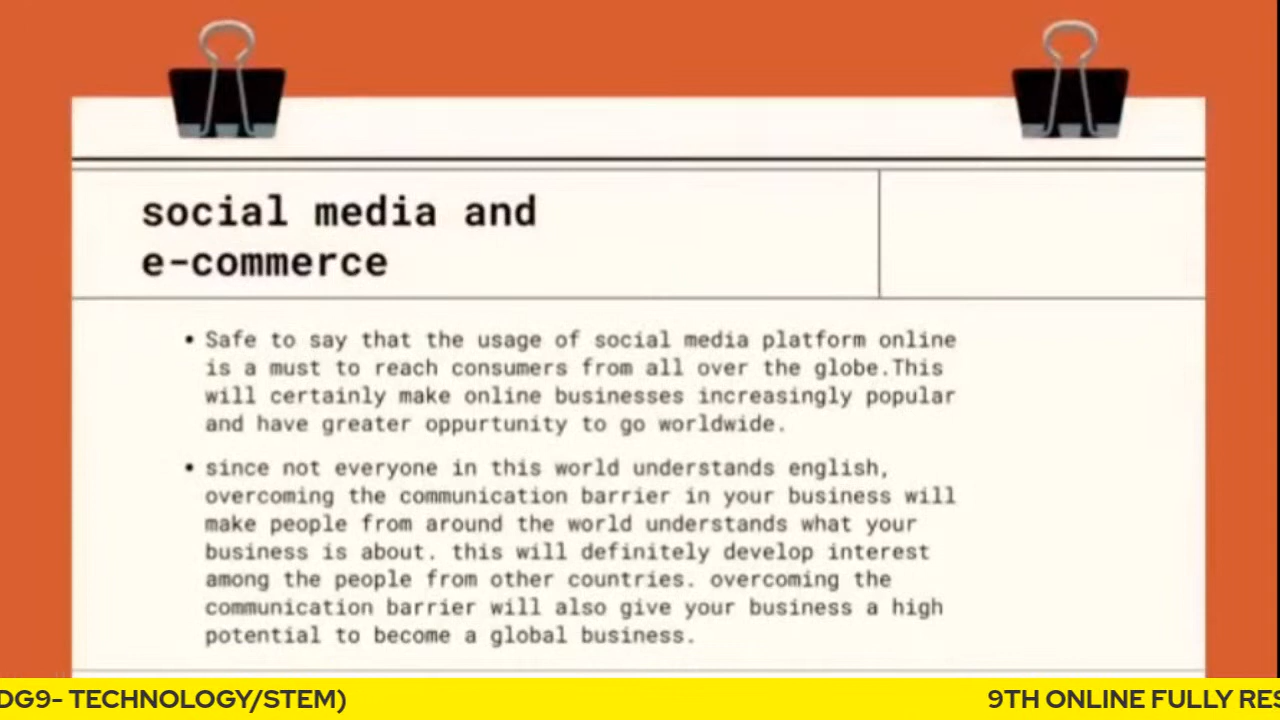 social media and
e-commerce
• Safe to say that the usage of social media platform online
is a must to reach consumers from all over the globe.This
will certainly make online businesses increasingly popular
and have greater oppurtunity to go worldwide.
• since not everyone in this world understands english,
overcoming the communication barrier in your business will
make people from around the world understands what your
business is about. this will definitely develop interest
among the people from other countries. overcoming the
communication barrier will also give your business a high
potential to become a global business.
DG9- TECHNOLOGY/STEM) 9TH ONLINE FULLY RES